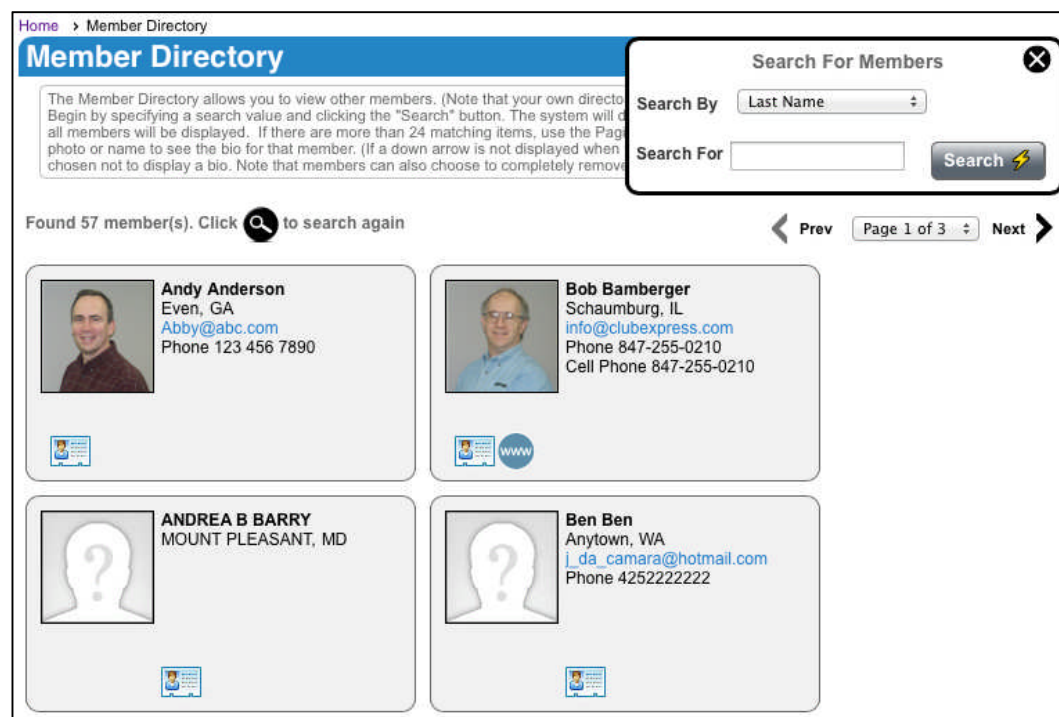 Home › Member Directory
Member Directory
The Member Directory allows you to view other members. (Note that your own directo
Begin by specifying a search value and clicking the "Search" button. The system will d
all members will be displayed. If there are more than 24 matching items, use the Pagi
photo or name to see the bio for that member. (If a down arrow is not displayed when
chosen not to display a bio. Note that members can also choose to completely remove
Search For Members
Search By Last Name
Search For
Search
Found 57 member(s). Click to search again
Prev Page 1 of 3 Next
Andy Anderson
Even, GA
Abby@abc.com
Phone 123 456 7890
Bob Bamberger
Schaumburg, IL
info@clubexpress.com
Phone 847-255-0210
Cell Phone 847-255-0210
www
ANDREA B BARRY
MOUNT PLEASANT, MD
?
Ben Ben
Anytown, WA
j_da_camara@hotmail.com
Phone 4252222222
?